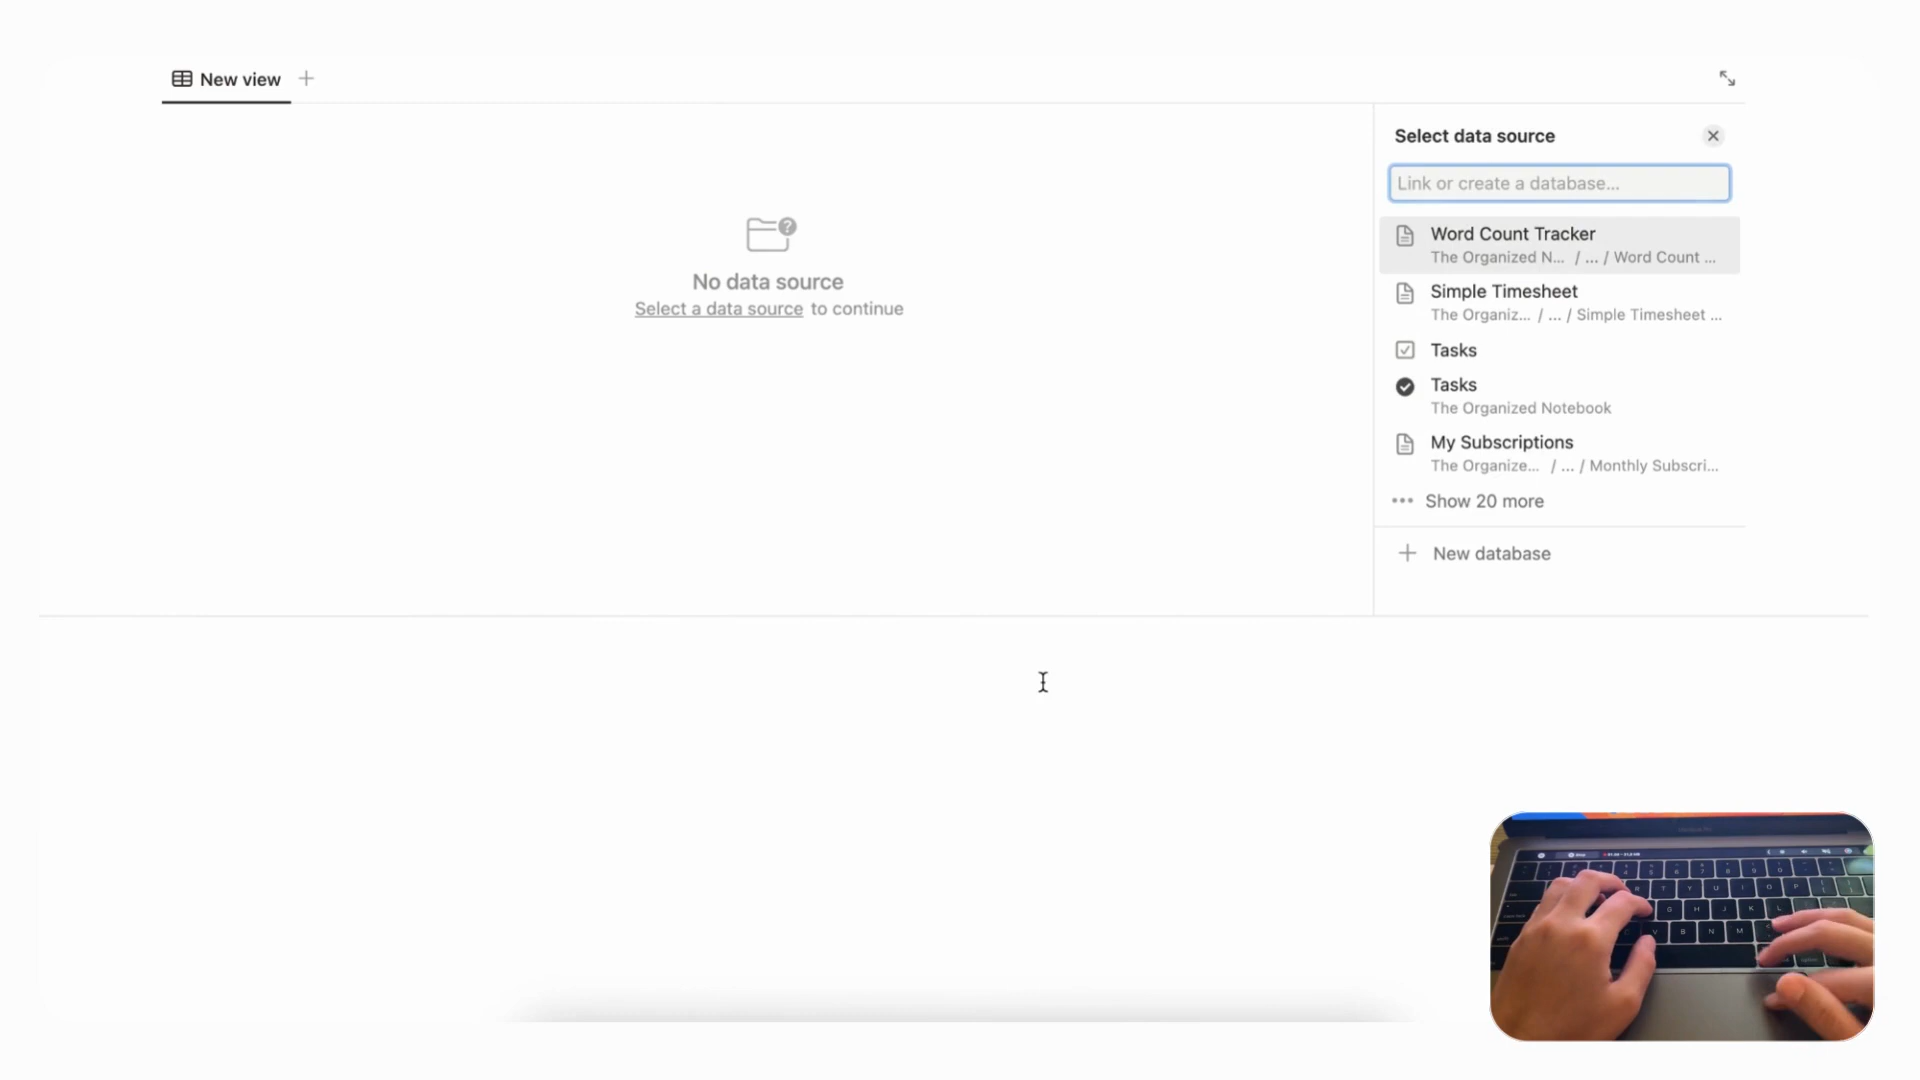 New view
Select data source
Link or create a database...
No data source
Select a data source to continue
Word Count Tracker
The Organized N... / ... / Word Count ...
Simple Timesheet
The Organiz... / ... / Simple Timesheet ...
Tasks
Tasks
The Organized Notebook
My Subscriptions
The Organize... / ... / Monthly Subscri...
Show 20 more
New database
R T Y U I O P
G H J K L
C V B N M